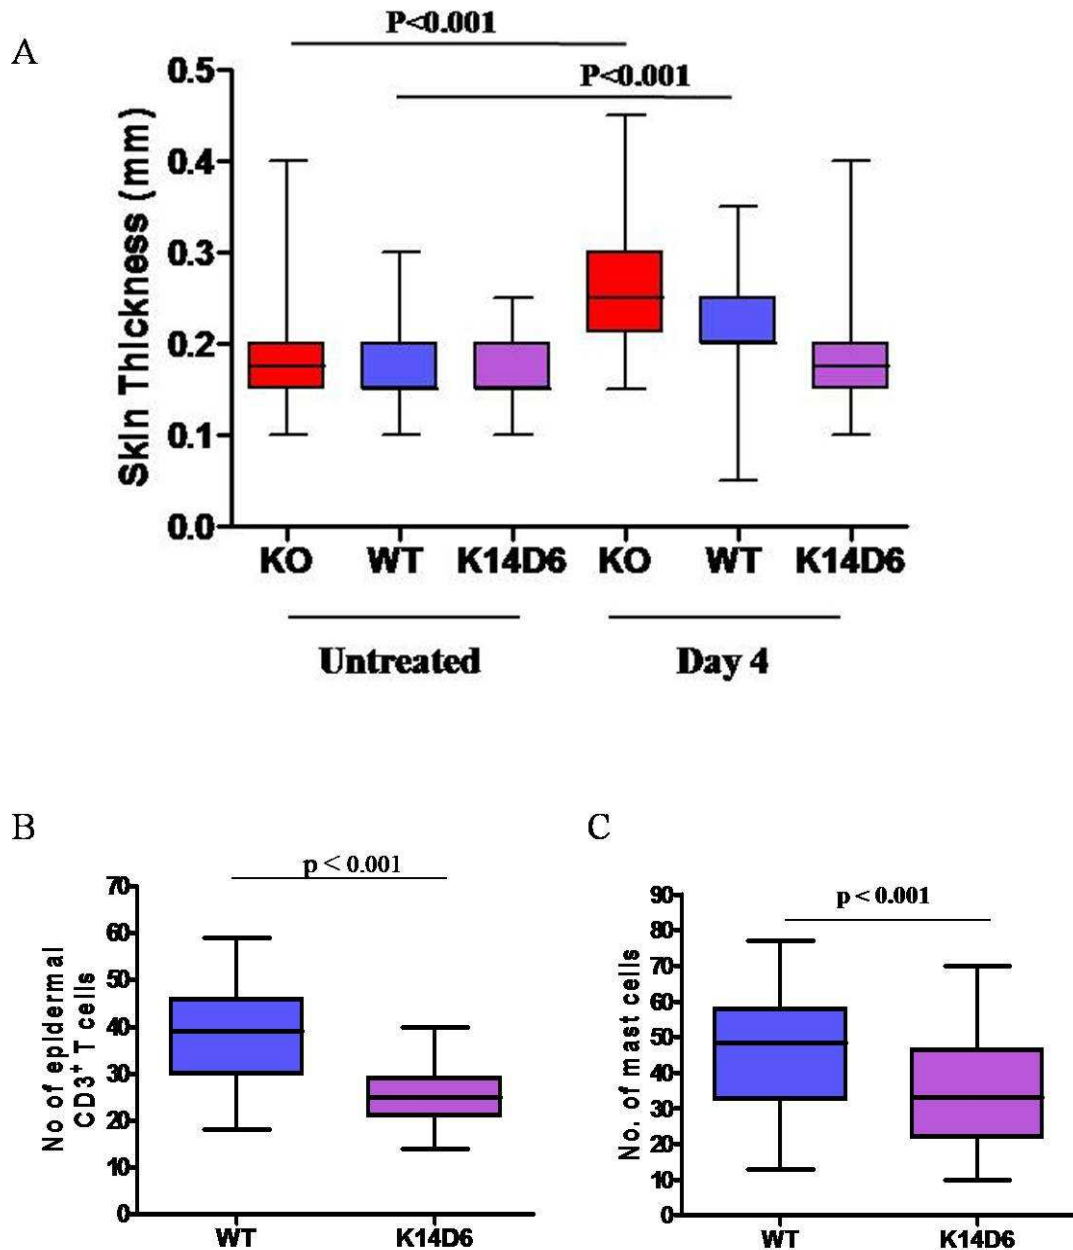 A
P<0.001
P<0.001
Skin Thickness (mm)
0.5
0.4
0.3
0.2
0.1
0.0
KO WT K14D6 KO WT K14D6
Untreated Day 4
B
p < 0.001
No of epidermal
CD3⁺ T cells
70
60
50
40
30
20
10
0
WT K14D6
C
p < 0.001
No. of mast cells
90
80
70
60
50
40
30
20
10
0
WT K14D6